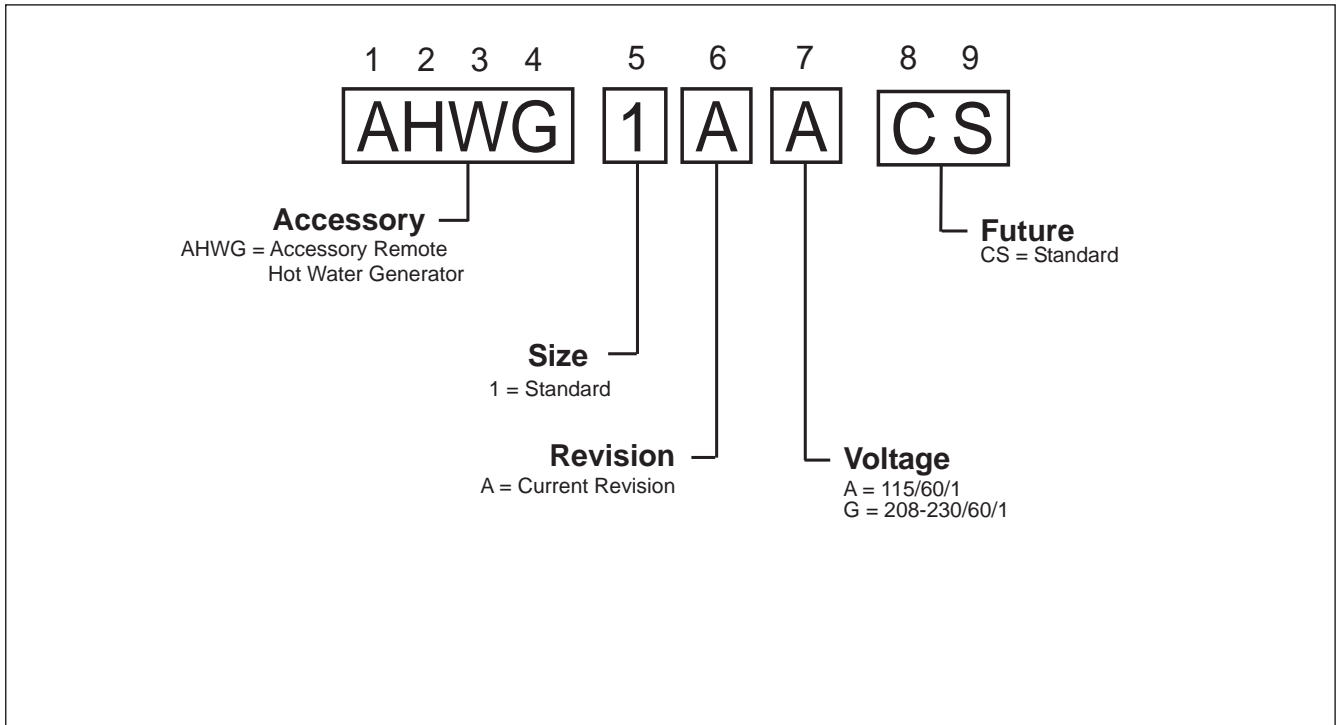 1 2 3 4 5 6 7 8 9
AHWG 1 A A C S
Accessory
AHWG = Accessory Remote
Hot Water Generator
Future
CS = Standard
Size
1 = Standard
Revision
A = Current Revision
Voltage
A = 115/60/1
G = 208-230/60/1